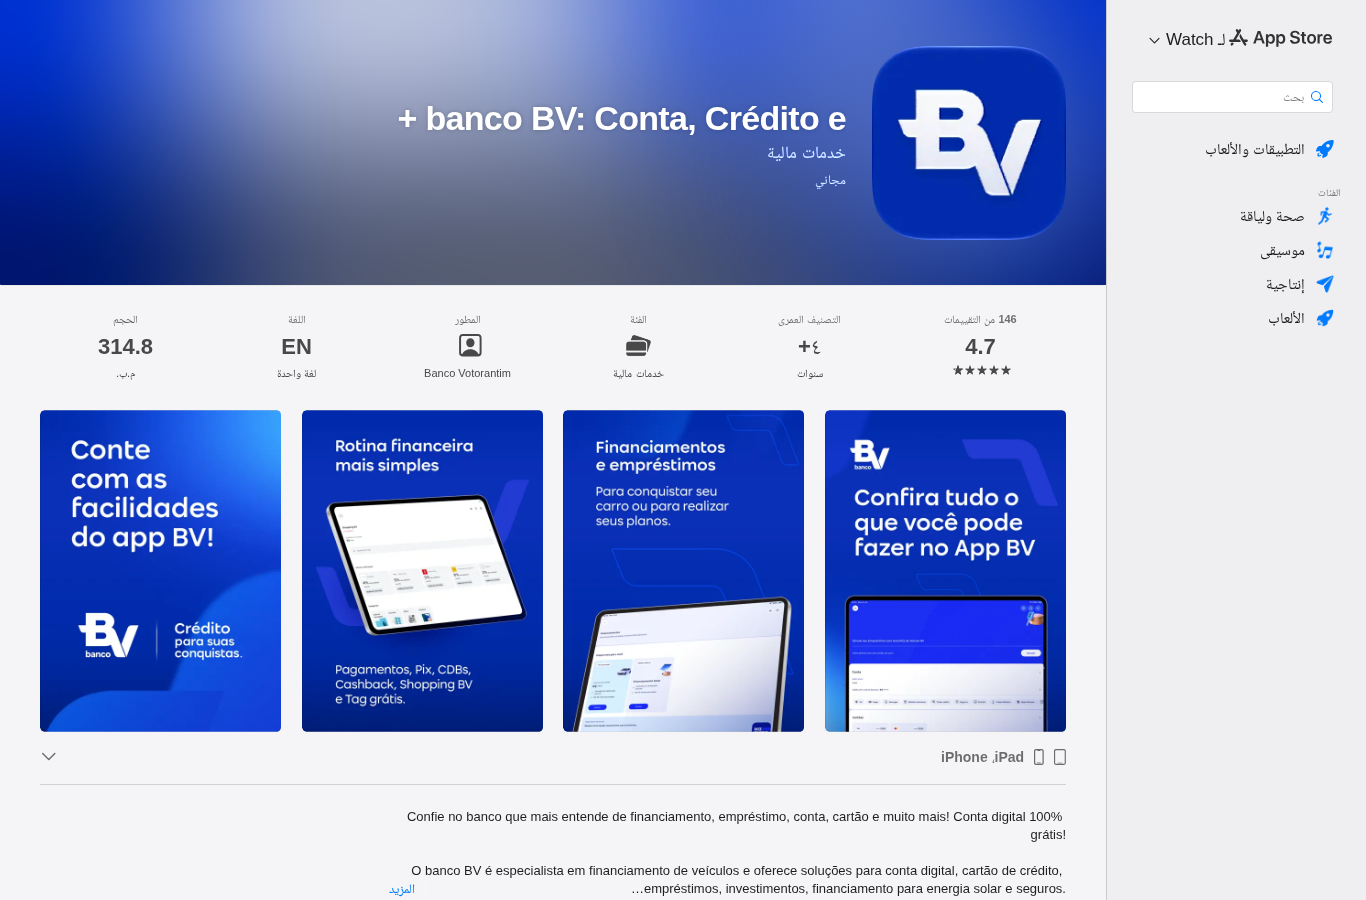 App Store لـ Watch
بحث
التطبيقات والألعاب
الفئات
صحة ولياقة
موسيقى
إنتاجية
الألعاب
BV
banco BV: Conta, Crédito e +
خدمات مالية
مجاني
146 من التقييمات
4.7
★★★★★
التصنيف العمري
٤+
سنوات
الفئة
خدمات مالية
المطور
Banco Votorantim
اللغة
EN
لغة واحدة
الحجم
314.8
م.ب.
BV
banco
Confira tudo o
que você pode
fazer no App BV
Financiamentos
e empréstimos
Para conquistar seu
carro ou para realizar
seus planos.
Rotina financeira
mais simples
Pagamentos, Pix, CDBs,
Cashback, Shopping BV
e Tag grátis.
Conte
com as
facilidades
do app BV!
BV
banco
Crédito
para suas
conquistas.
iPhone ،iPad
Confie no banco que mais entende de financiamento, empréstimo, conta, cartão e muito mais! Conta digital 100%
grátis!
O banco BV é especialista em financiamento de veículos e oferece soluções para conta digital, cartão de crédito,
empréstimos, investimentos, financiamento para energia solar e seguros.…
المزيد